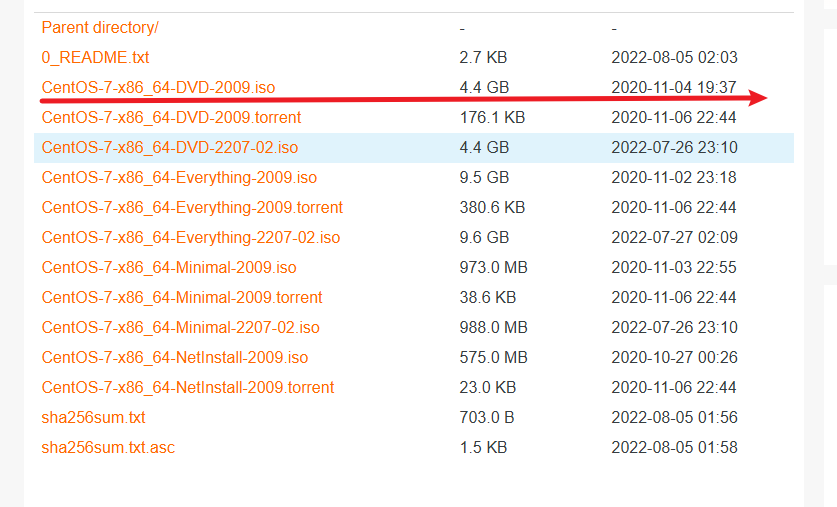 Parent directory/ - -
0_README.txt 2.7 KB 2022-08-05 02:03
CentOS-7-x86_64-DVD-2009.iso 4.4 GB 2020-11-04 19:37
CentOS-7-x86_64-DVD-2009.torrent 176.1 KB 2020-11-06 22:44
CentOS-7-x86_64-DVD-2207-02.iso 4.4 GB 2022-07-26 23:10
CentOS-7-x86_64-Everything-2009.iso 9.5 GB 2020-11-02 23:18
CentOS-7-x86_64-Everything-2009.torrent 380.6 KB 2020-11-06 22:44
CentOS-7-x86_64-Everything-2207-02.iso 9.6 GB 2022-07-27 02:09
CentOS-7-x86_64-Minimal-2009.iso 973.0 MB 2020-11-03 22:55
CentOS-7-x86_64-Minimal-2009.torrent 38.6 KB 2020-11-06 22:44
CentOS-7-x86_64-Minimal-2207-02.iso 988.0 MB 2022-07-26 23:10
CentOS-7-x86_64-NetInstall-2009.iso 575.0 MB 2020-10-27 00:26
CentOS-7-x86_64-NetInstall-2009.torrent 23.0 KB 2020-11-06 22:44
sha256sum.txt 703.0 B 2022-08-05 01:56
sha256sum.txt.asc 1.5 KB 2022-08-05 01:58